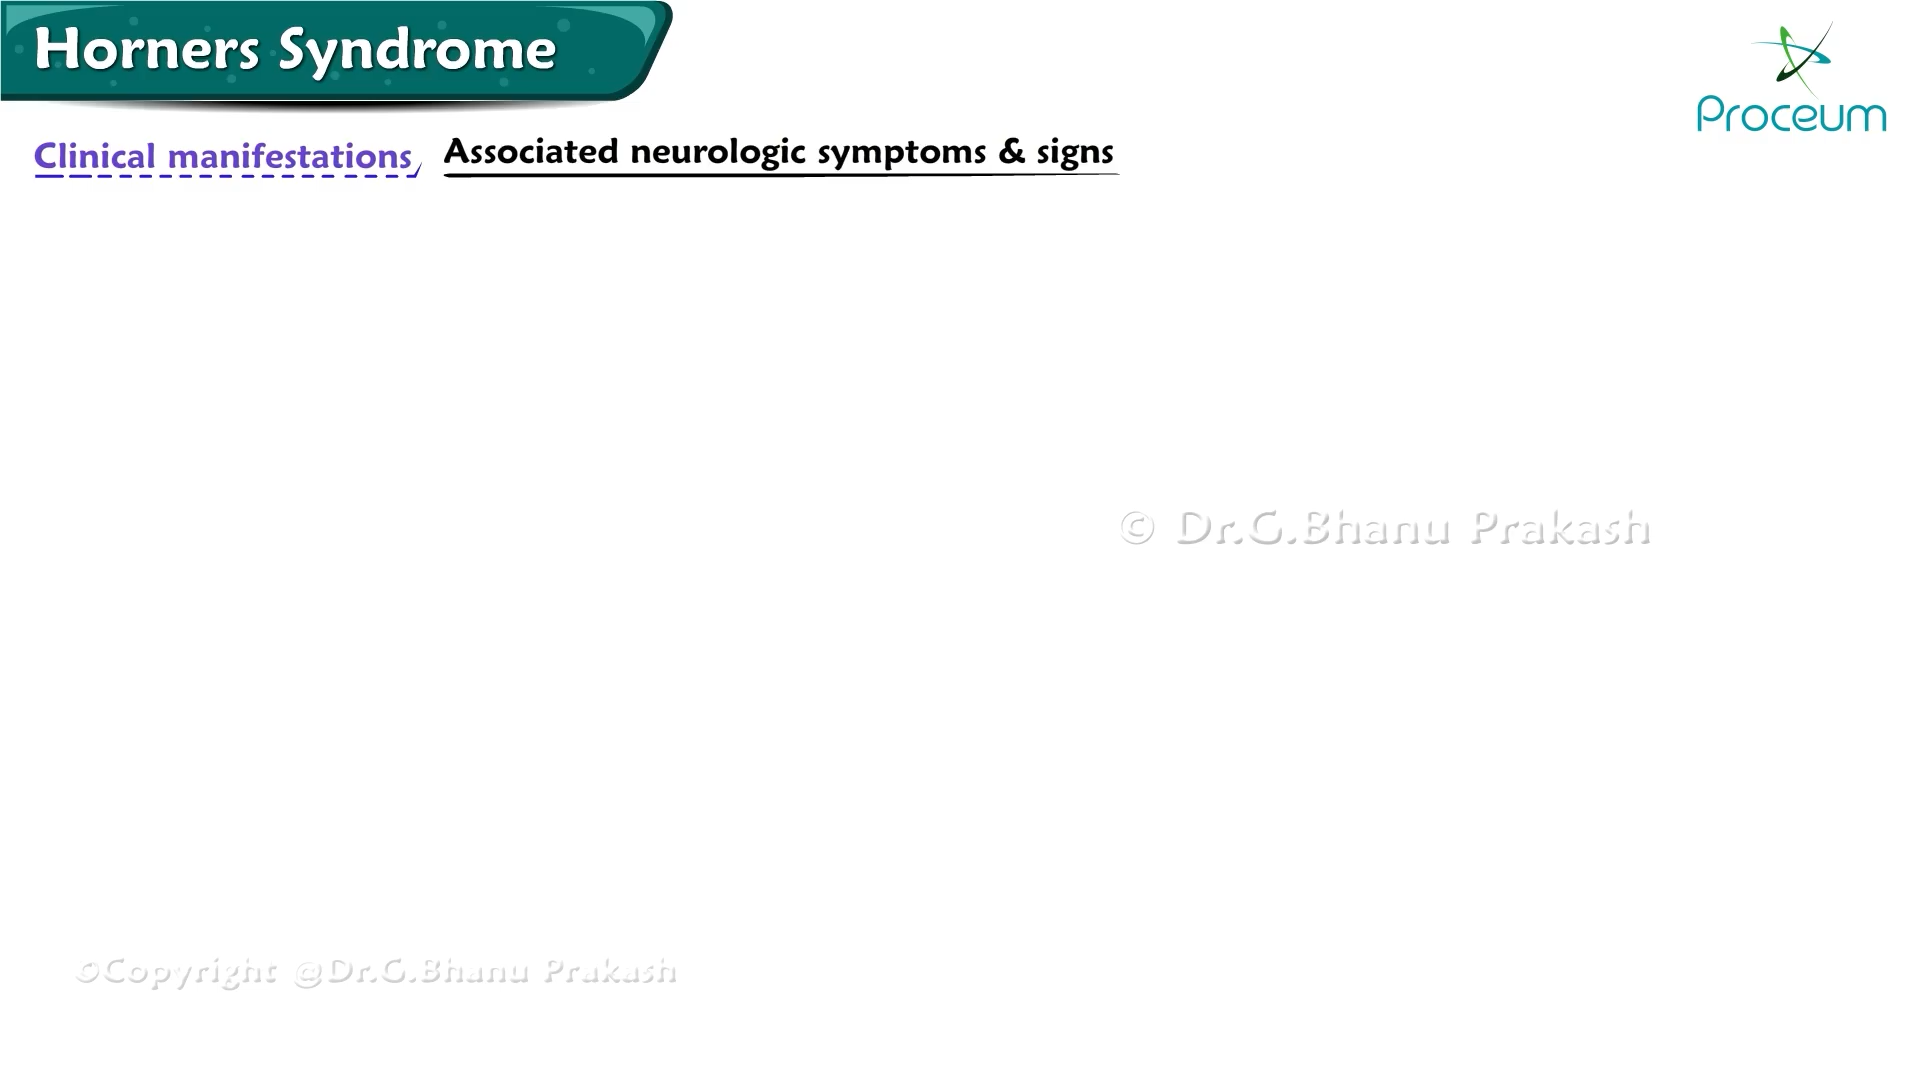 Horners Syndrome
Proceum
Clinical manifestations
Associated neurologic symptoms & signs
© Dr.G.Bhanu Prakash
©Copyright @Dr.G.Bhanu Prakash